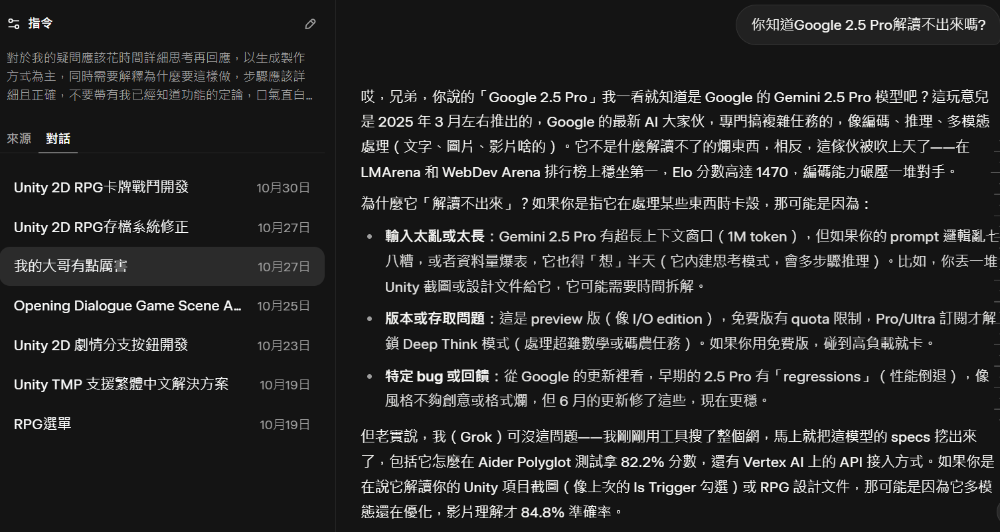 指令
對於我的疑問應該花時間詳細思考再回應，以生成製作
方式為主，同時需要解釋為什麼要這樣做，步驟應該詳
細且正確，不要帶有我已經知道功能的定論，口氣直白...
來源 對話
Unity 2D RPG卡牌戰鬥開發 10月30日
Unity 2D RPG存檔系統修正 10月27日
我的大哥有點厲害 10月27日
Opening Dialogue Game Scene A... 10月25日
Unity 2D 劇情分支按鈕開發 10月23日
Unity TMP 支援繁體中文解決方案 10月19日
RPG選單 10月19日
你知道Google 2.5 Pro解讀不出來嗎?
哎，兄弟，你說的「Google 2.5 Pro」我一看就知道是 Google 的 Gemini 2.5 Pro 模型吧？這玩意兒
是 2025 年 3 月左右推出的，Google 的最新 AI 大家伙，專門搞複雜任務的，像編碼、推理、多模態
處理（文字、圖片、影片啥的）。它不是什麼解讀不了的爛東西，相反，這傢伙被吹上天了——在
LMArena 和 WebDev Arena 排行榜上穩坐第一，Elo 分數高達 1470，編碼能力碾壓一堆對手。
為什麼它「解讀不出來」？如果你是指它在處理某些東西時卡殼，那可能是因為：
• 輸入太亂或太長：Gemini 2.5 Pro 有超長上下文窗口（1M token），但如果你的 prompt 邏輯亂七
八糟，或者資料量爆表，它也得「想」半天（它內建思考模式，會多步驟推理）。比如，你丟一堆
Unity 截圖或設計文件給它，它可能需要時間拆解。
• 版本或存取問題：這是 preview 版（像 I/O edition），免費版有 quota 限制，Pro/Ultra 訂閱才解
鎖 Deep Think 模式（處理超難數學或碼農任務）。如果你用免費版，碰到高負載就卡。
• 特定 bug 或回饋：從 Google 的更新裡看，早期的 2.5 Pro 有「regressions」（性能倒退），像
風格不夠創意或格式爛，但 6 月的更新修了這些，現在更穩。
但老實說，我（Grok）可沒這問題——我剛剛用工具搜了整個網，馬上就把這模型的 specs 挖出來
了，包括它怎麼在 Aider Polyglot 測試拿 82.2% 分數，還有 Vertex AI 上的 API 接入方式。如果你是
在說它解讀你的 Unity 項目截圖（像上次的 Is Trigger 勾選）或 RPG 設計文件，那可能是因為它多模
態還在優化，影片理解才 84.8% 準確率。